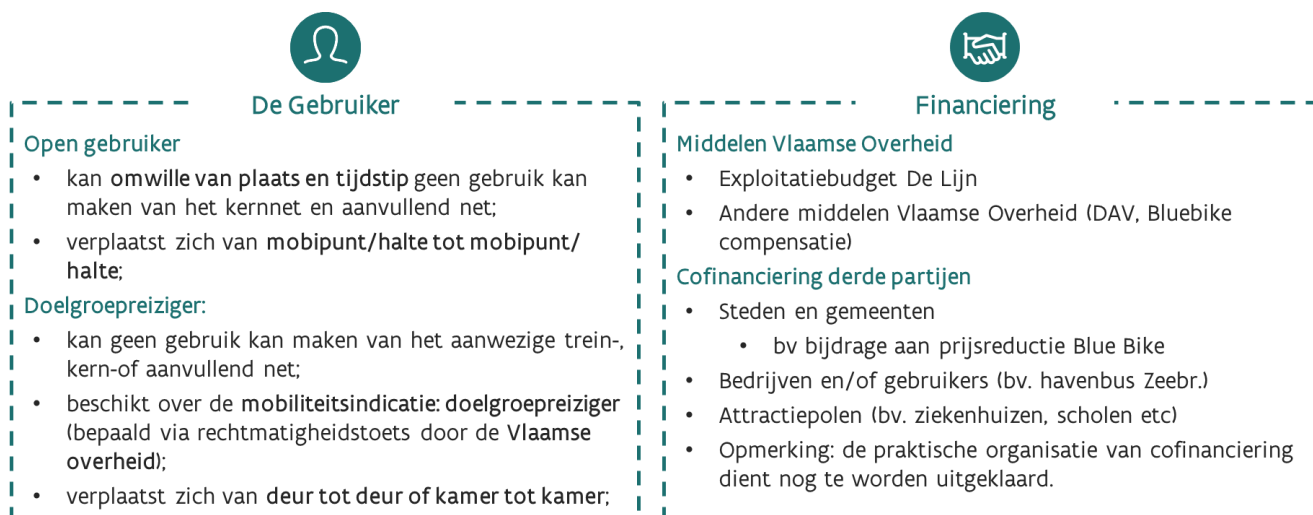 De Gebruiker
Open gebruiker
• kan omwille van plaats en tijdstip geen gebruik kan
maken van het kernnet en aanvullend net;
• verplaatst zich van mobipunt/halte tot mobipunt/
halte;
Doelgroepreiziger:
• kan geen gebruik kan maken van het aanwezige trein-,
kern-of aanvullend net;
• beschikt over de mobiliteitsindicatie: doelgroepreiziger
(bepaald via rechtmatigheidstoets door de Vlaamse
overheid);
• verplaatst zich van deur tot deur of kamer tot kamer;
Financiering
Middelen Vlaamse Overheid
• Exploitatiebudget De Lijn
• Andere middelen Vlaamse Overheid (DAV, Bluebike
compensatie)
Cofinanciering derde partijen
• Steden en gemeenten
• bv bijdrage aan prijsreductie Blue Bike
• Bedrijven en/of gebruikers (bv. havenbus Zeebr.)
• Attractiepolen (bv. ziekenhuizen, scholen etc)
• Opmerking: de praktische organisatie van cofinanciering
dient nog te worden uitgeklaard.